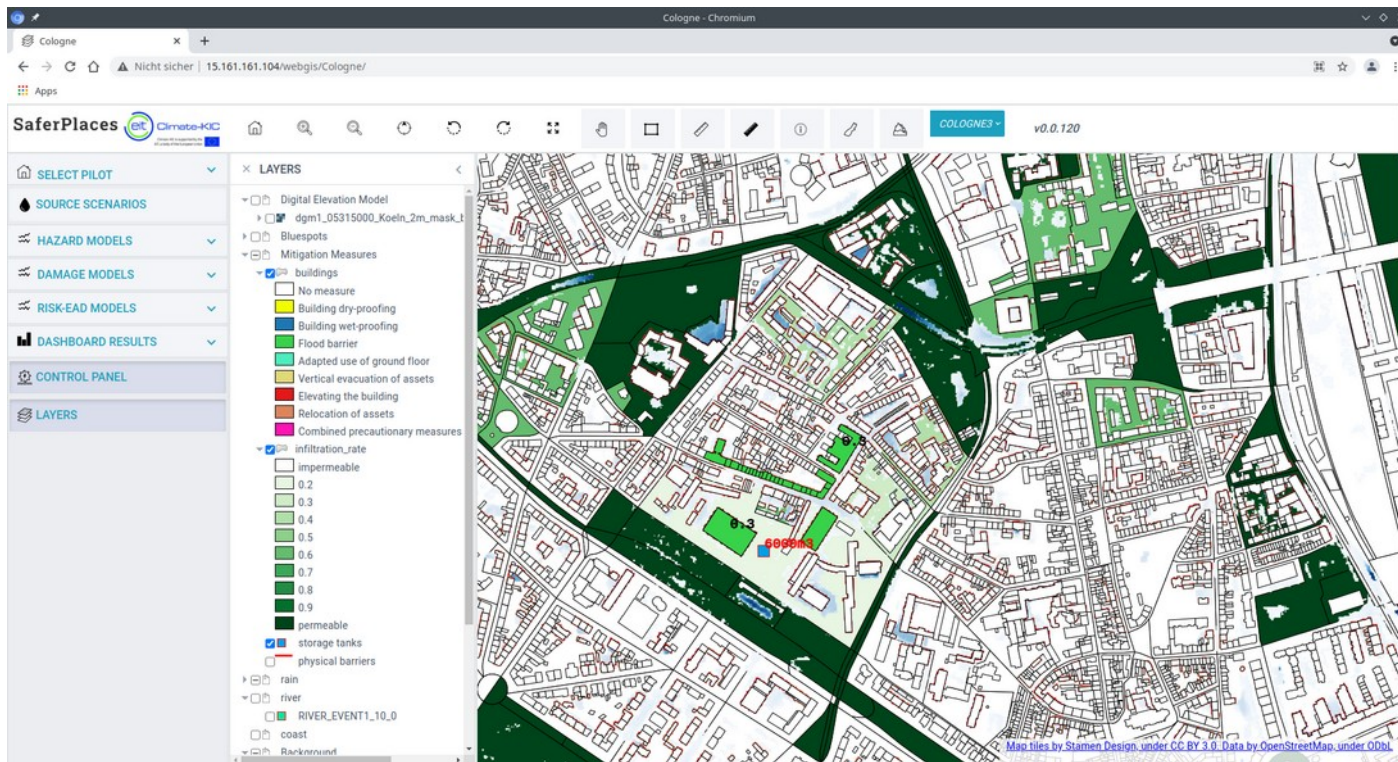 Cologne - Chromium
Cologne
Nicht sicher | 15.161.161.104/webgis/Cologne/
Apps
SaferPlaces eit Climate-KIC
COLOGNE3
v0.0.120
SELECT PILOT
SOURCE SCENARIOS
HAZARD MODELS
DAMAGE MODELS
RISK-EAD MODELS
DASHBOARD RESULTS
CONTROL PANEL
LAYERS
LAYERS
Digital Elevation Model
dgm1_05315000_Koeln_2m_mask_b
Bluespots
Mitigation Measures
buildings
No measure
Building dry-proofing
Building wet-proofing
Flood barrier
Adapted use of ground floor
Vertical evacuation of assets
Elevating the building
Relocation of assets
Combined precautionary measures
infiltration_rate
impermeable
0.2
0.3
0.4
0.5
0.6
0.7
0.8
0.9
permeable
storage tanks
physical barriers
rain
river
RIVER_EVENT1_10_0
coast
Background
0.3
0.3
Map tiles by Stamen Design, under CC BY 3.0. Data by OpenStreetMap, under ODbL